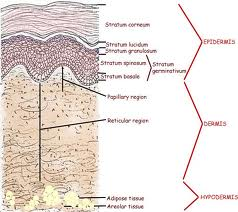 Stratum corneum
Stratum lucidum
Stratum granulosum
EPIDERMIS
Stratum spinosum
Stratum germinativum
Stratum basale
Papillary region
Reticular region
DERMIS
Adipose tissue
Areolar tissue
HYPODERMIS